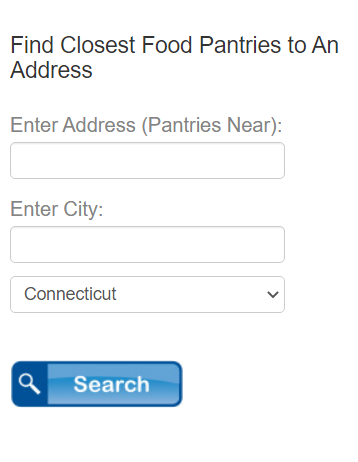 Find Closest Food Pantries to An
Address
Enter Address (Pantries Near):
Enter City:
Connecticut
Search